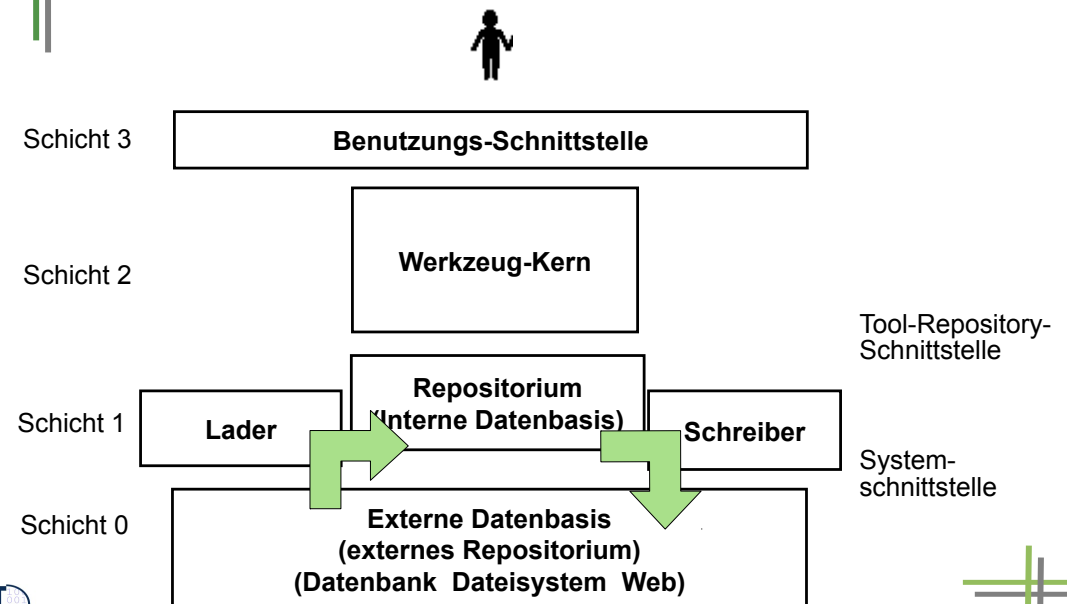 Schicht 3
Benutzungs-Schnittstelle
Schicht 2
Werkzeug-Kern
Tool-Repository-
Schnittstelle
Schicht 1
Lader
Repositorium
(Interne Datenbasis)
Schreiber
System-
schnittstelle
Schicht 0
Externe Datenbasis
(externes Repositorium)
(Datenbank Dateisystem Web)